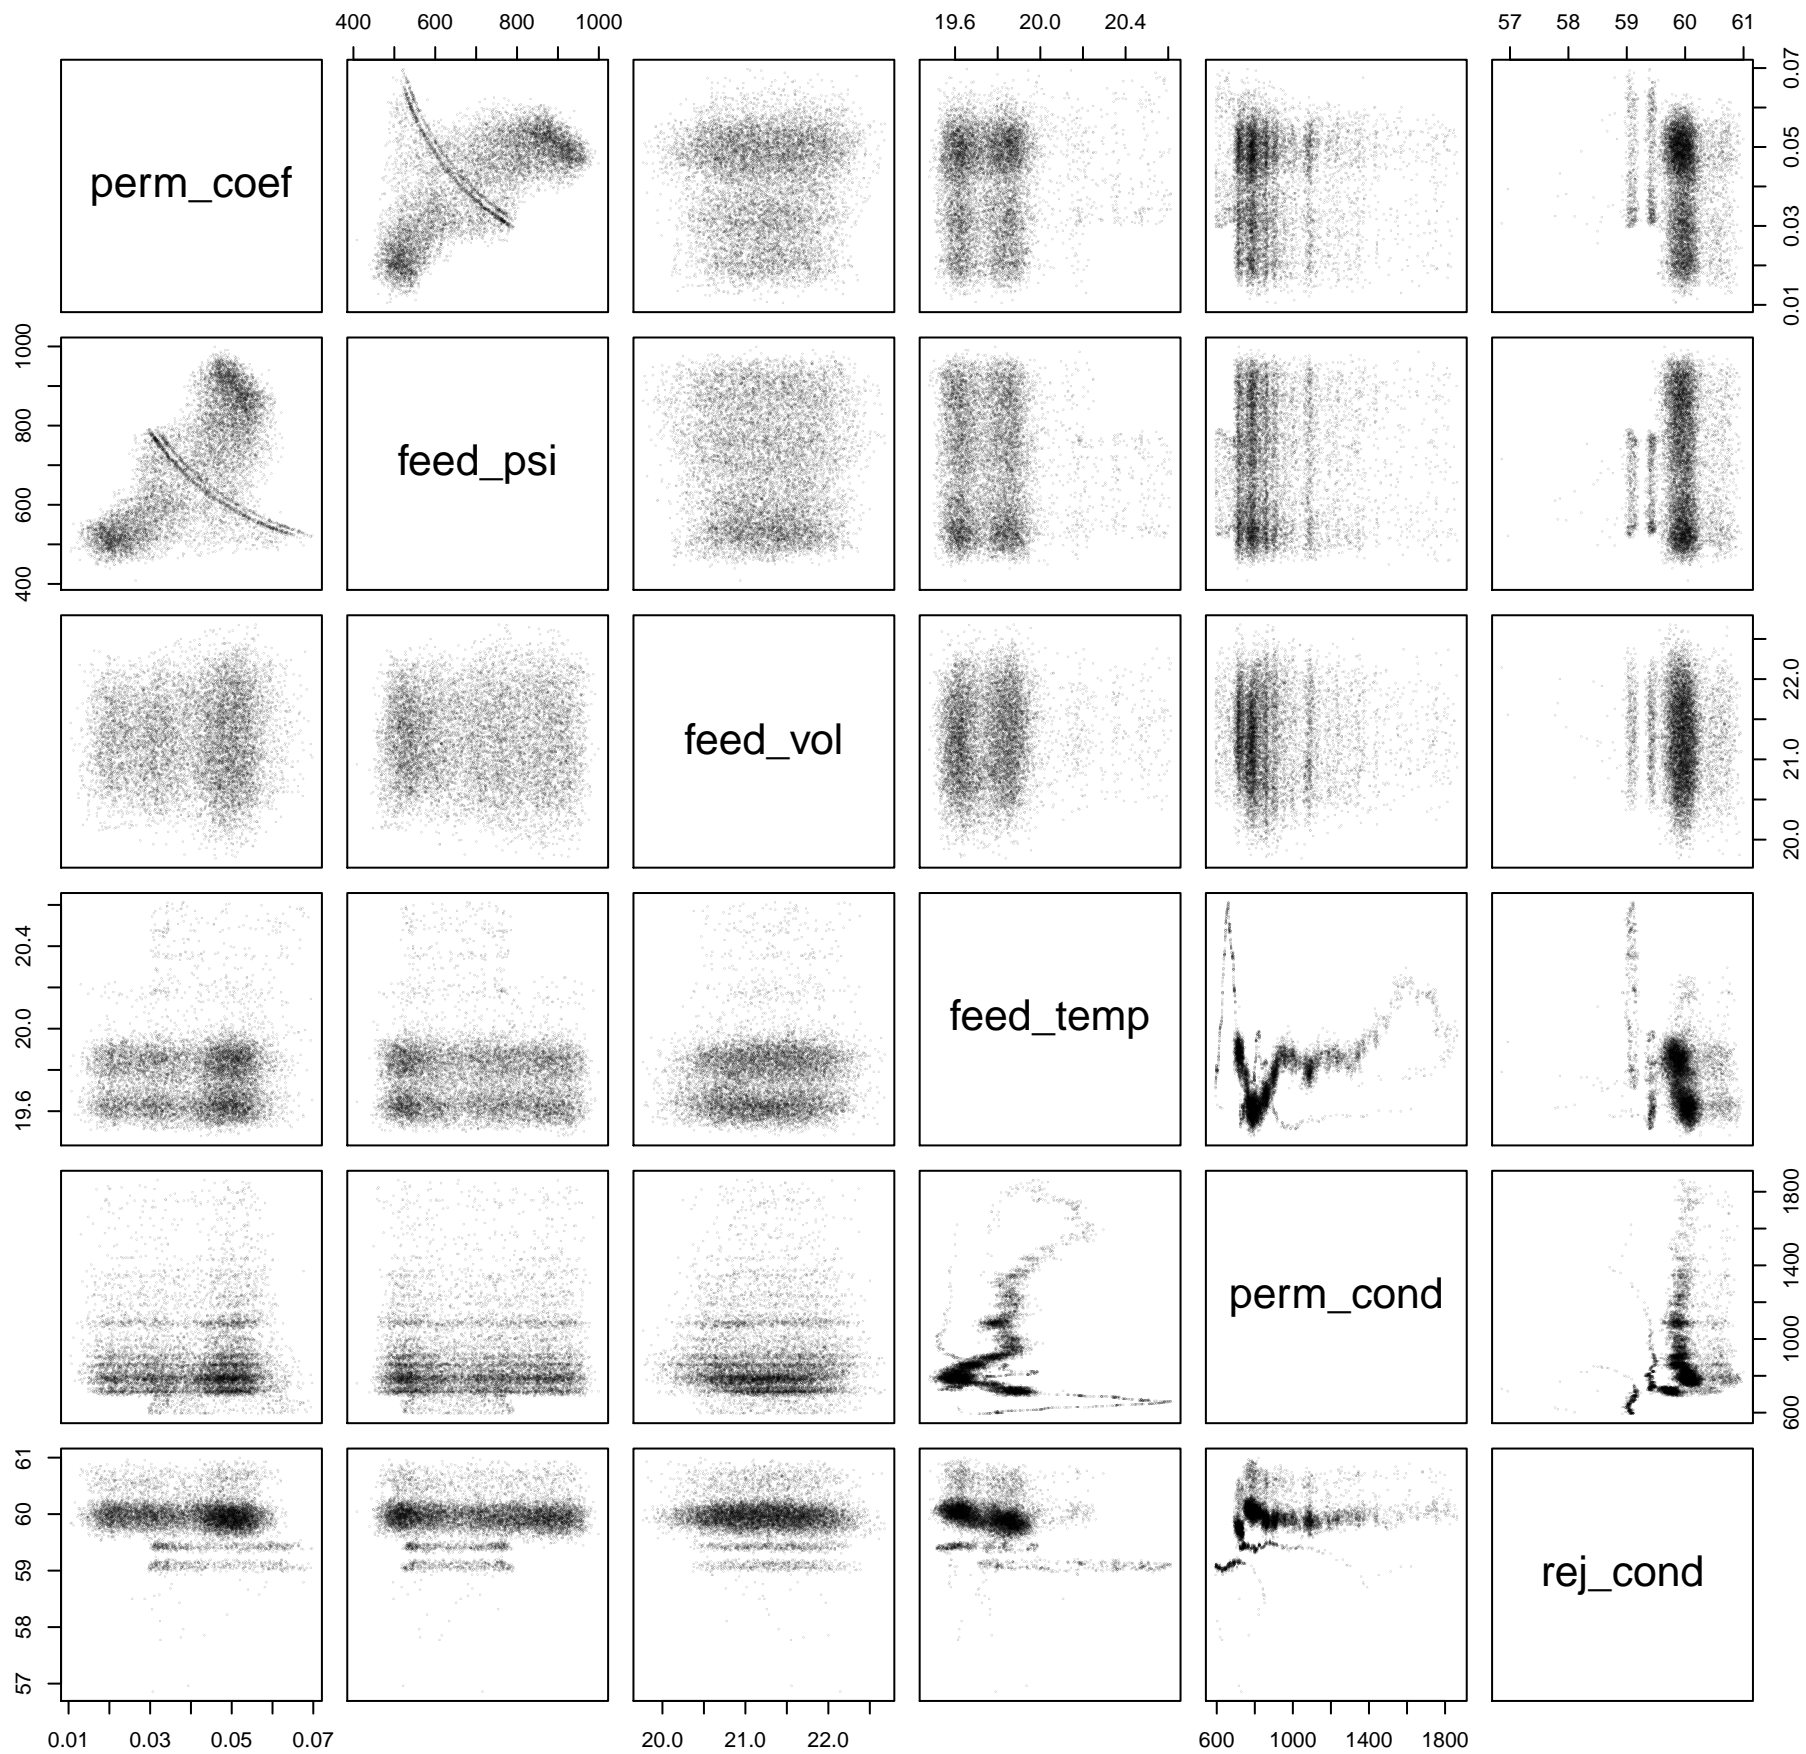 400 600 800 1000 19.6 20.0 20.4 57 58 59 60 61
perm_coef
0.01 0.03 0.05 0.07
feed_psi
400 600 800 1000
feed_vol
20.0 21.0 22.0
feed_temp
19.6 20.0 20.4
perm_cond
600 1000 1400 1800
rej_cond
57 58 59 60 61
0.01 0.03 0.05 0.07 20.0 21.0 22.0 600 1000 1400 1800